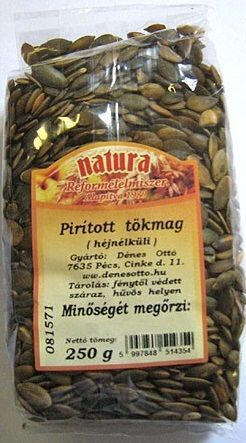 natura
Reformélelmiszer
Alapítva 1992
Pirított tökmag
( héjnélküli )
Gyártó: Dénes Ottó
7635 Pécs, Cinke d. 11.
www.denesotto.hu
Tárolás: fénytől védett
száraz, hűvös helyen
Minőségét megőrzi:
081571
Nettó tömeg:
250 g
5 997848 514354